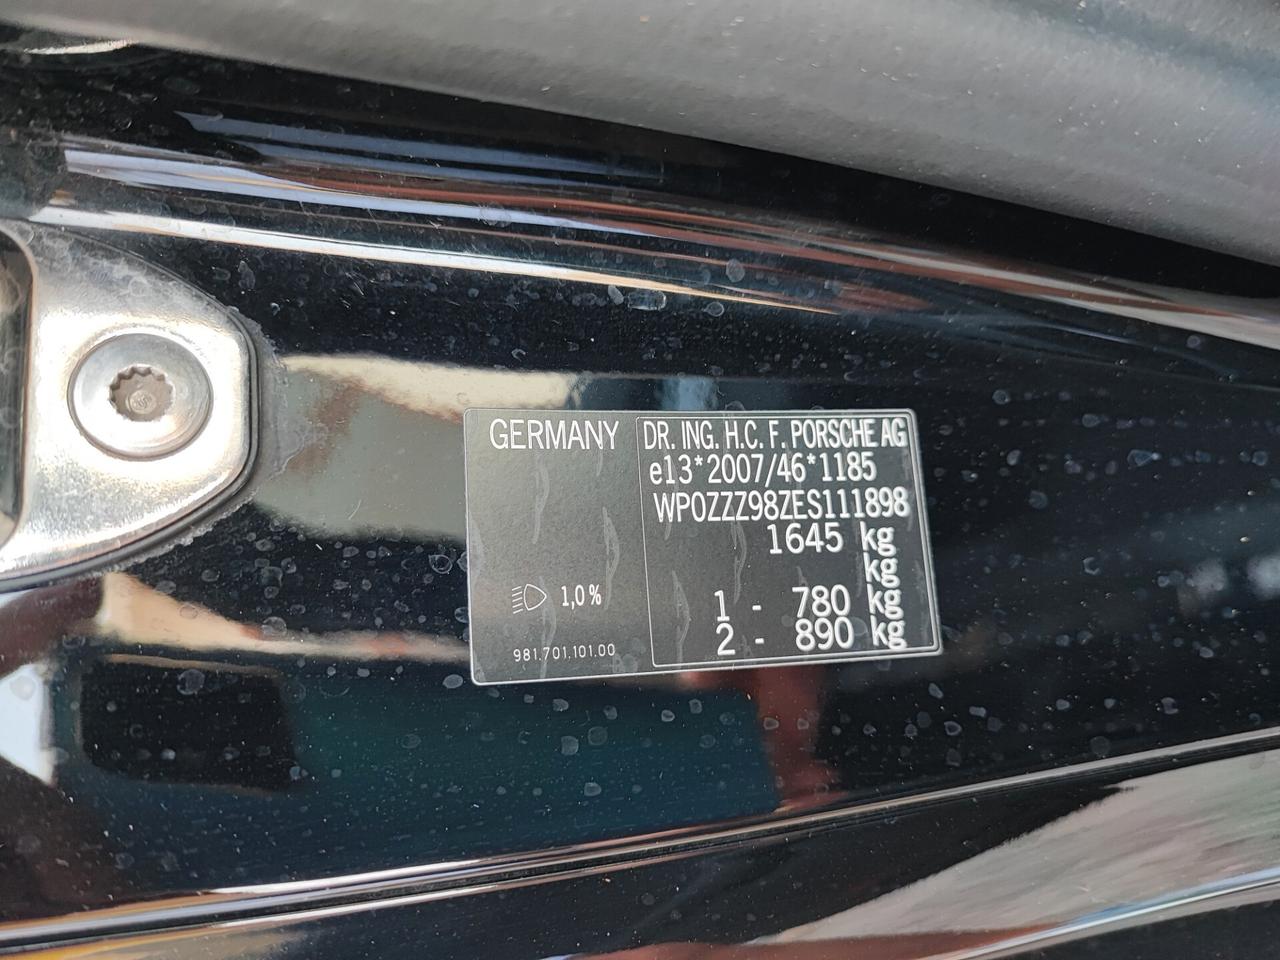 GERMANY
1,0%
981.701.101.00
DR. ING. H.C. F. PORSCHE AG
e13*2007/46*1185
WP0ZZZ98ZES111898
1645 kg
kg
1 - 780 kg
2 - 890 kg